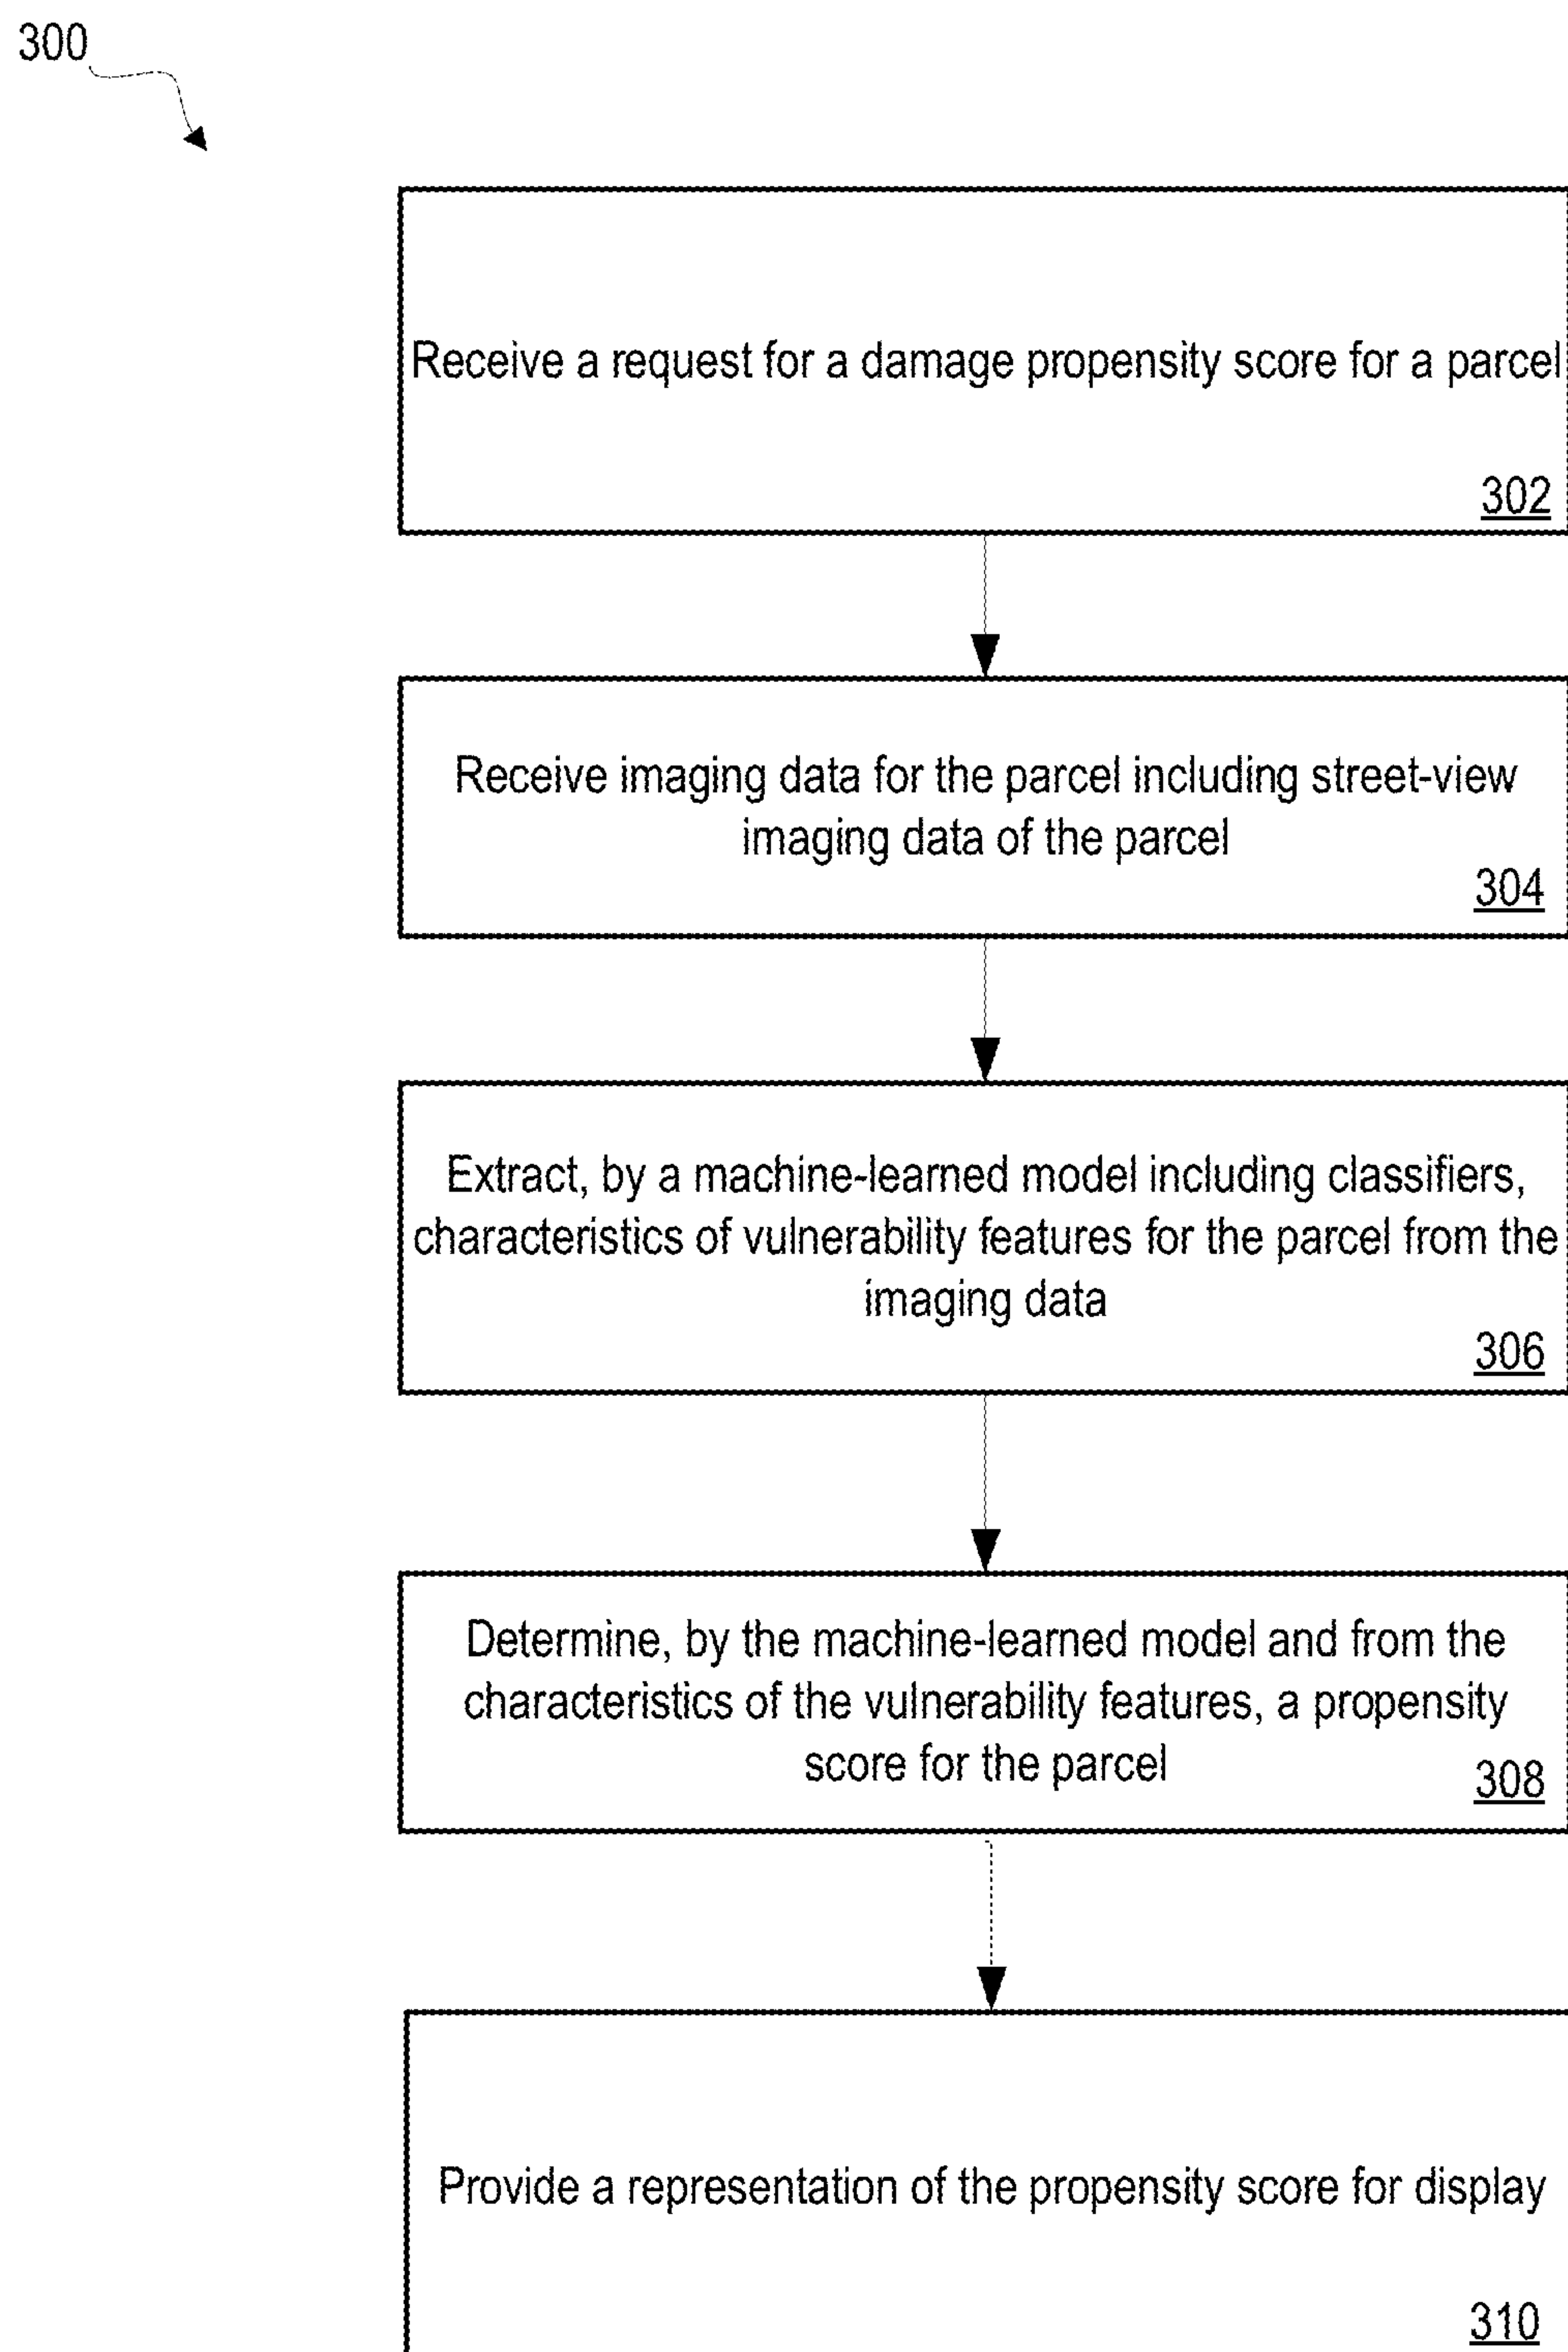 300
Receive a request for a damage propensity score for a parcel
302
Receive imaging data for the parcel including street-view
imaging data of the parcel
304
Extract, by a machine-learned model including classifiers,
characteristics of vulnerability features for the parcel from the
imaging data
306
Determine, by the machine-learned model and from the
characteristics of the vulnerability features, a propensity
score for the parcel
308
Provide a representation of the propensity score for display
310